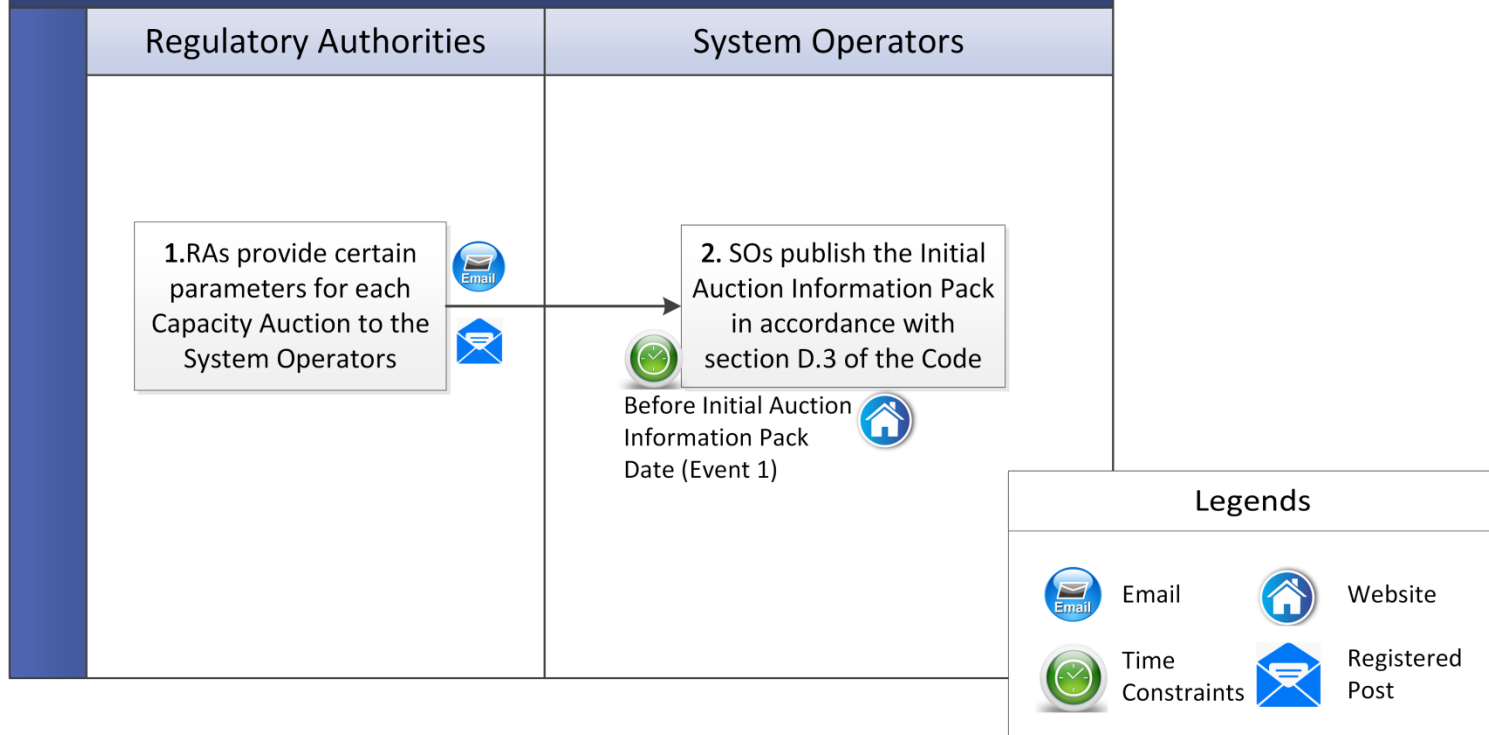 Regulatory Authorities
System Operators
1.RAs provide certain
parameters for each
Capacity Auction to the
System Operators
Email
2. SOs publish the Initial
Auction Information Pack
in accordance with
section D.3 of the Code
Before Initial Auction
Information Pack
Date (Event 1)
Legends
Email
Email
Website
Time
Constraints
Registered
Post